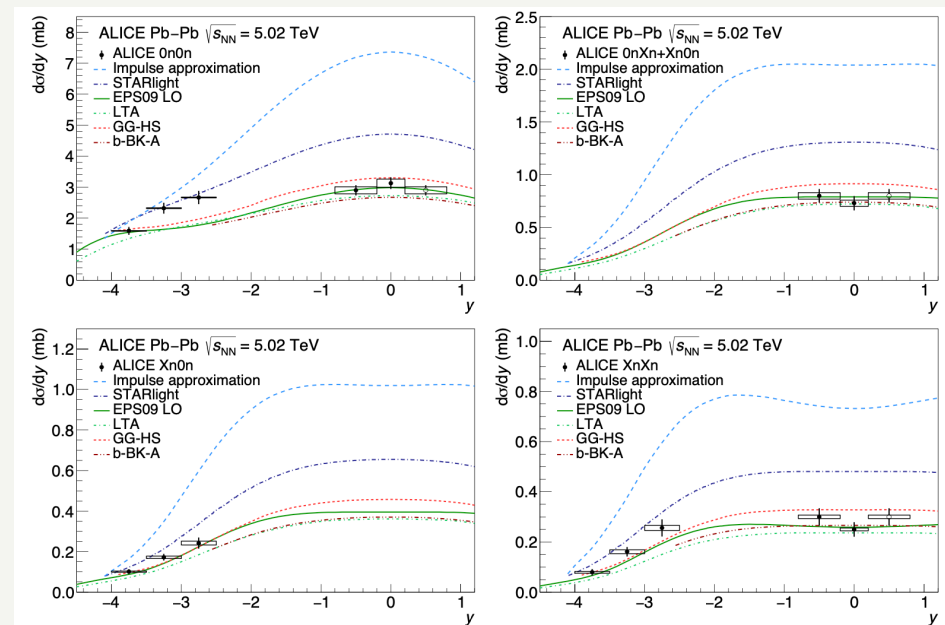 dσ/dy (mb)
ALICE Pb−Pb √sNN = 5.02 TeV
ALICE 0n0n
Impulse approximation
STARlight
EPS09 LO
LTA
GG-HS
b-BK-A
8
7
6
5
4
3
2
1
0
−4 −3 −2 −1 0 1
y
dσ/dy (mb)
ALICE Pb−Pb √sNN = 5.02 TeV
ALICE 0nXn+Xn0n
Impulse approximation
STARlight
EPS09 LO
LTA
GG-HS
b-BK-A
2.5
2.0
1.5
1.0
0.5
0.0
−4 −3 −2 −1 0 1
y
dσ/dy (mb)
ALICE Pb−Pb √sNN = 5.02 TeV
ALICE Xn0n
Impulse approximation
STARlight
EPS09 LO
LTA
GG-HS
b-BK-A
1.2
1.0
0.8
0.6
0.4
0.2
0.0
−4 −3 −2 −1 0 1
y
dσ/dy (mb)
ALICE Pb−Pb √sNN = 5.02 TeV
ALICE XnXn
Impulse approximation
STARlight
EPS09 LO
LTA
GG-HS
b-BK-A
1.0
0.8
0.6
0.4
0.2
0.0
−4 −3 −2 −1 0 1
y